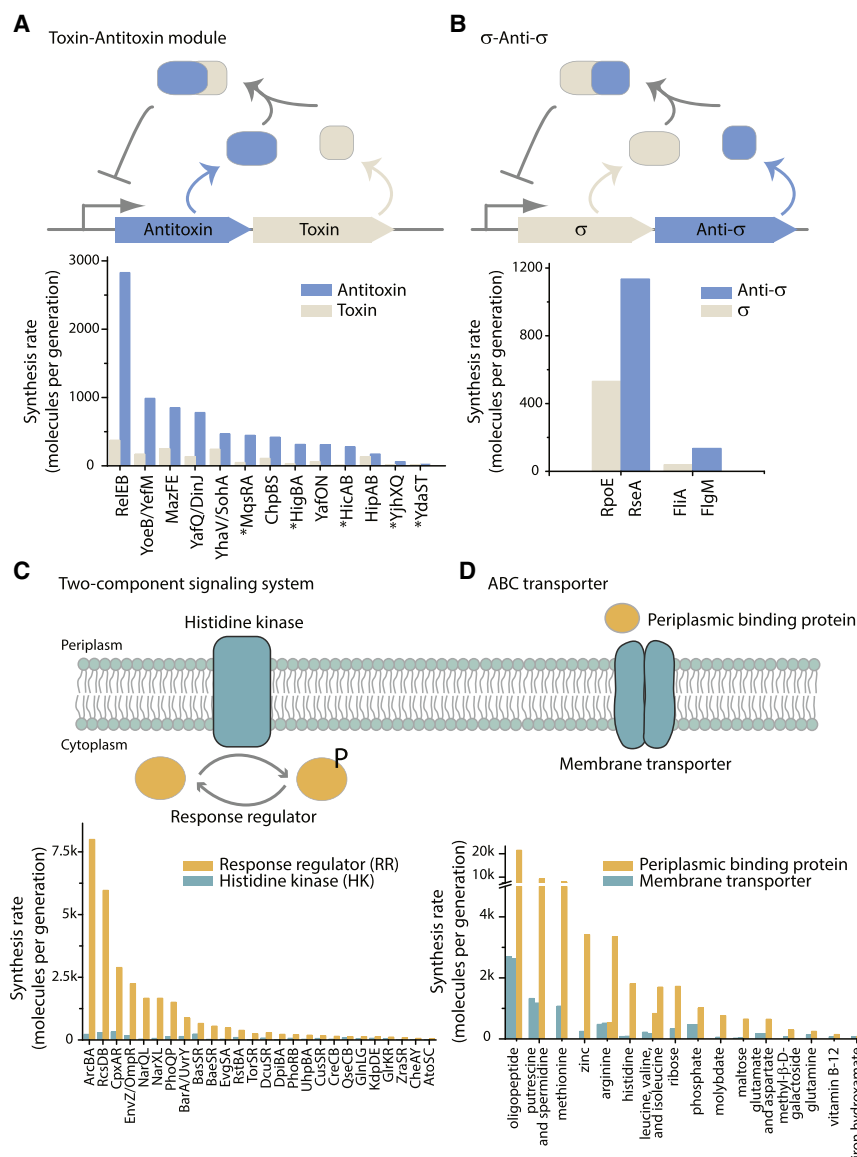 A
Toxin-Antitoxin module
Antitoxin
Toxin
3000
2000
1000
0
Synthesis rate
(molecules per generation)
Antitoxin
Toxin
RelEB
YoeB/YefM
MazFE
YafQ/DinJ
YhaV/SohA
*MqsRA
ChpBS
*HigBA
YafON
*HicAB
HipAB
*YjhXQ
*YdaST
B
σ-Anti-σ
σ
Anti-σ
1200
800
400
0
Synthesis rate
(molecules per generation)
Anti-σ
σ
RpoE
RseA
FliA
FlgM
C
Two-component signaling system
Histidine kinase
Periplasm
Cytoplasm
P
Response regulator
7.5k
5k
2.5k
0
Synthesis rate
(molecules per generation)
Response regulator (RR)
Histidine kinase (HK)
ArcBA
RcsDB
CpxAR
EnvZ/OmpR
NarQL
NarXL
PhoQP
BarA/UvrY
BasSR
BaeSR
EvgSA
RstBA
TorSR
DcuSR
DpiBA
PhoRB
UhpBA
CusSR
CreCB
QseCB
GlnLG
KdpDE
GlrKR
ZraSR
CheAY
AtoSC
D
ABC transporter
Periplasmic binding protein
Membrane transporter
20k
10k
4k
2k
0
Synthesis rate
(molecules per generation)
Periplasmic binding protein
Membrane transporter
oligopeptide
putrescine
and spermidine
methionine
zinc
arginine
histidine
leucine, valine,
and isoleucine
ribose
phosphate
molybdate
maltose
glutamate
and aspartate
methyl-β-D-
galactoside
glutamine
vitamin B-12
iron hydroxamate